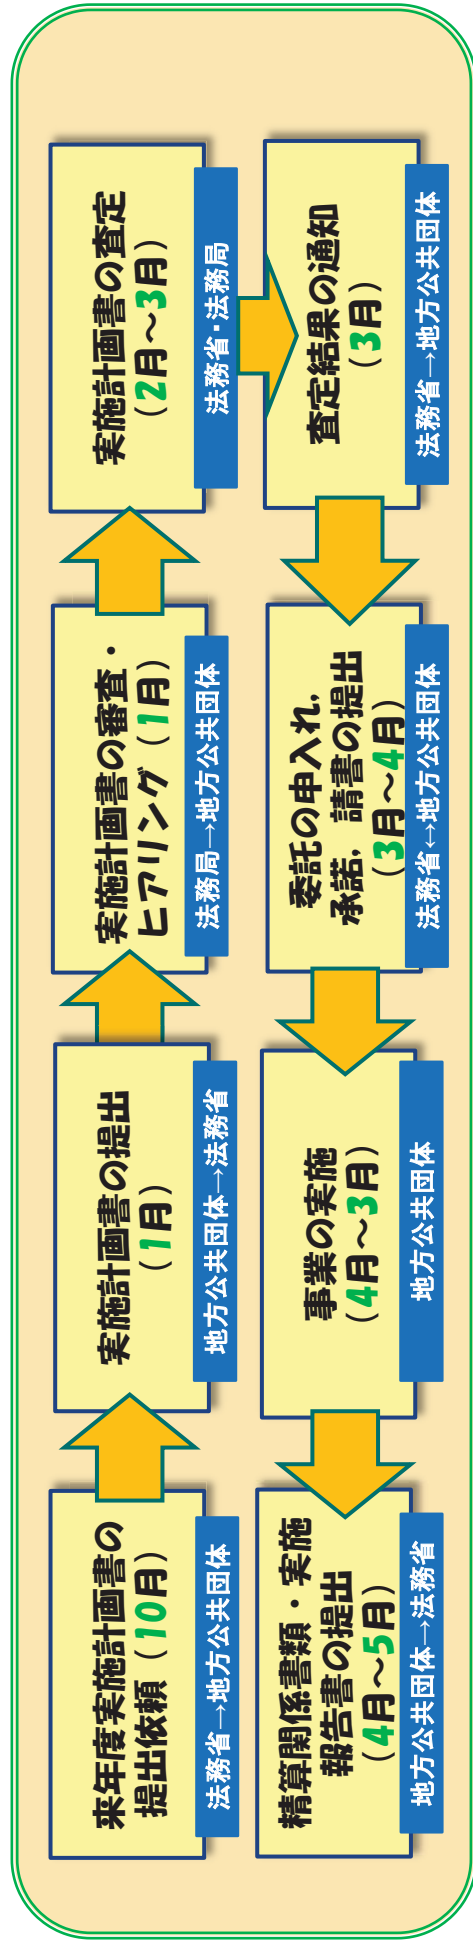 来年度実施計画書の
提出依頼（10月）
法務省→地方公共団体
実施計画書の提出
（1月）
地方公共団体→法務省
実施計画書の審査・
ヒアリング（1月）
法務局→地方公共団体
実施計画書の査定
（2月～3月）
法務省・法務局
査定結果の通知
（3月）
法務省→地方公共団体
委託の申入れ，
承諾，請書の提出
（3月～4月）
法務省↔地方公共団体
事業の実施
（4月～3月）
地方公共団体
精算関係書類・実施
報告書の提出
（4月～5月）
地方公共団体→法務省